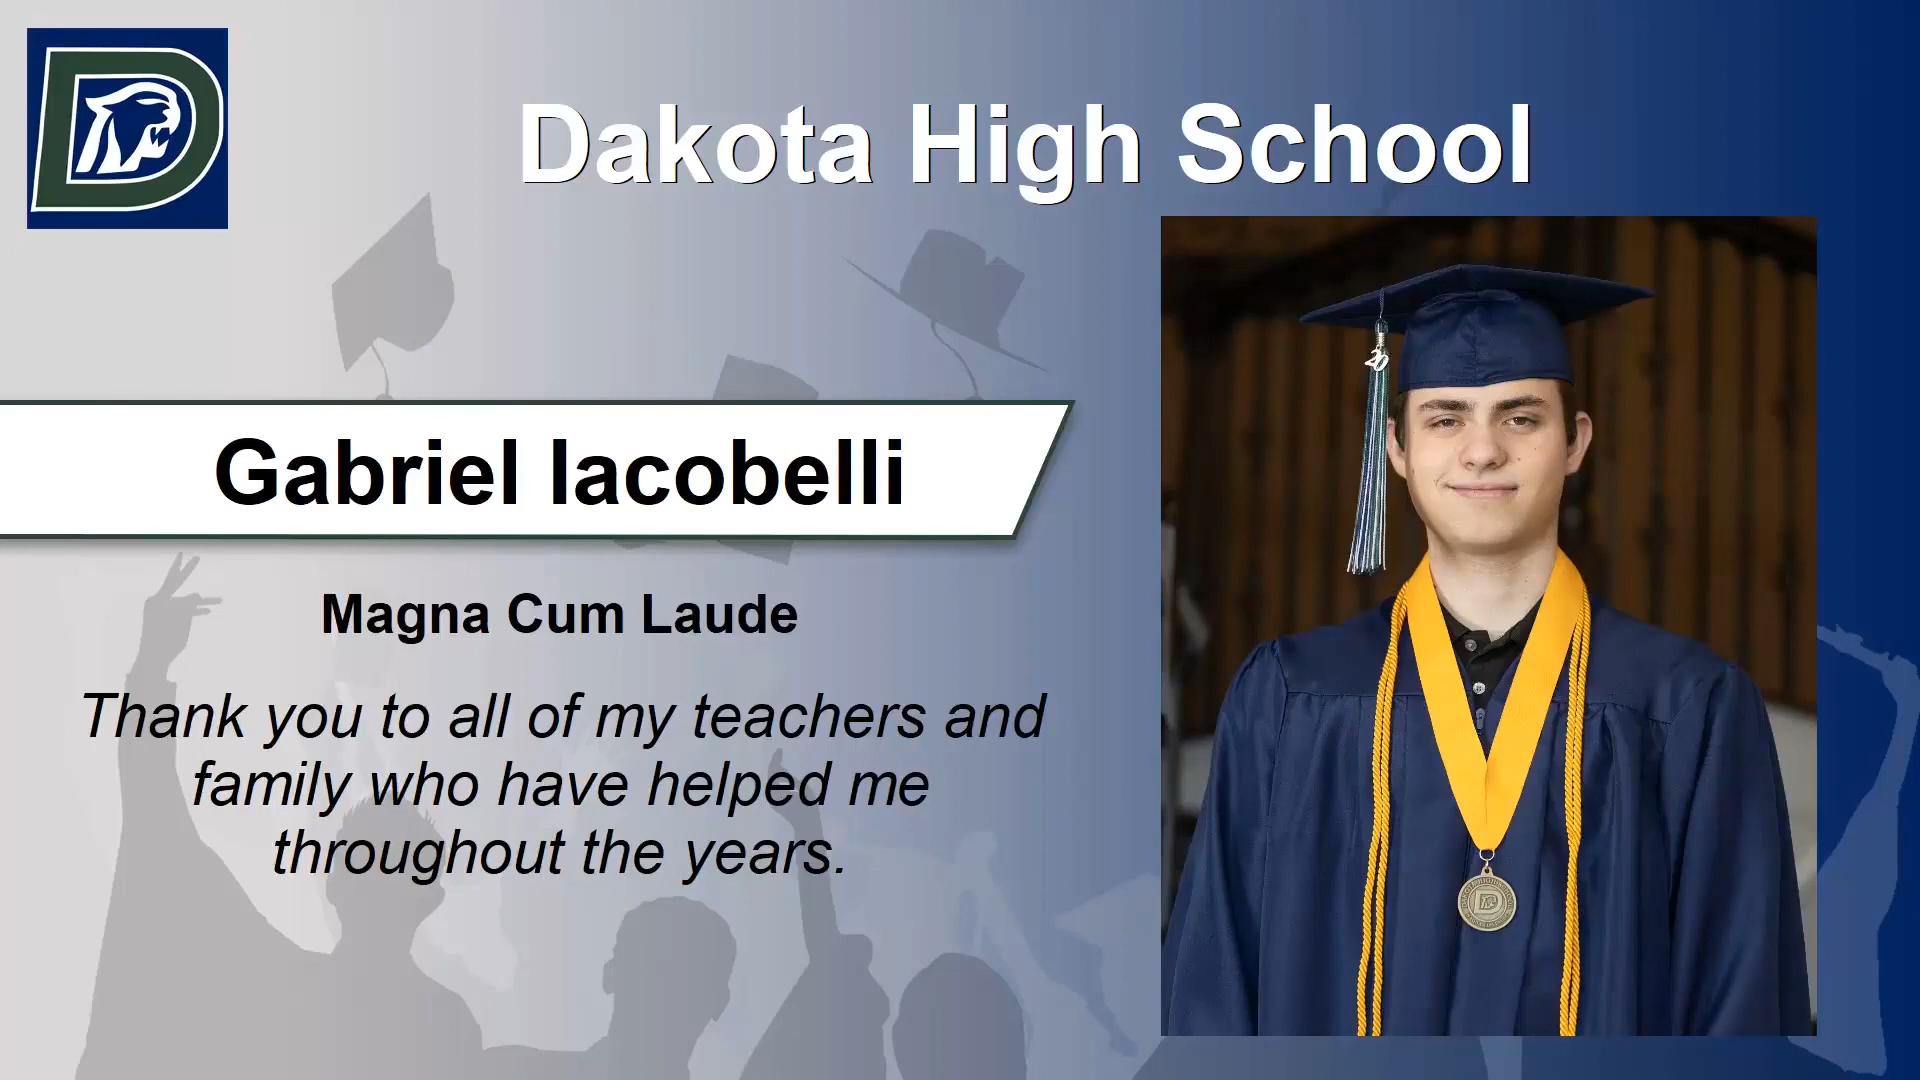 Dakota High School
Gabriel Iacobelli
Magna Cum Laude
Thank you to all of my teachers and
family who have helped me
throughout the years.
D
20
D